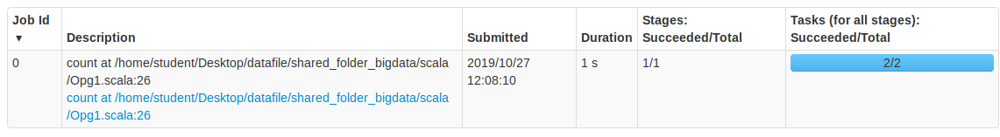 Job Id ▼
Description
Submitted
Duration
Stages:
Succeeded/Total
Tasks (for all stages):
Succeeded/Total
0
count at /home/student/Desktop/datafile/shared_folder_bigdata/scala
/Opg1.scala:26
count at /home/student/Desktop/datafile/shared_folder_bigdata/scala
/Opg1.scala:26
2019/10/27
12:08:10
1 s
1/1
2/2